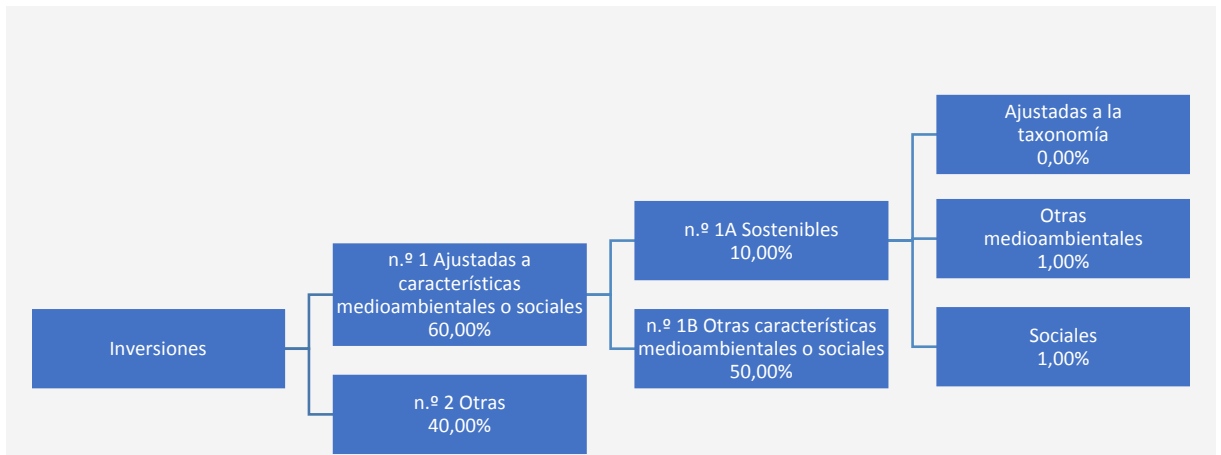 Inversiones
n.º 1 Ajustadas a
características
medioambientales o sociales
60,00%
n.º 2 Otras
40,00%
n.º 1A Sostenibles
10,00%
n.º 1B Otras características
medioambientales o sociales
50,00%
Ajustadas a la
taxonomía
0,00%
Otras
medioambientales
1,00%
Sociales
1,00%